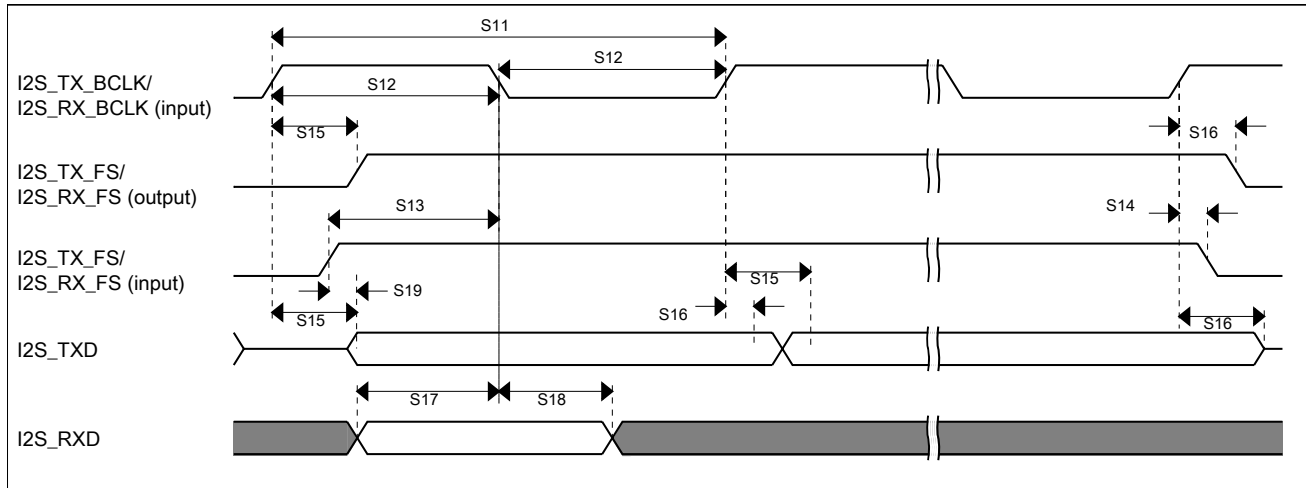 S11
I2S_TX_BCLK/
I2S_RX_BCLK (input)
S12
S12
S15
S16
I2S_TX_FS/
I2S_RX_FS (output)
S13
S14
I2S_TX_FS/
I2S_RX_FS (input)
S15
S19
S15
S16
S16
I2S_TXD
S17
S18
I2S_RXD